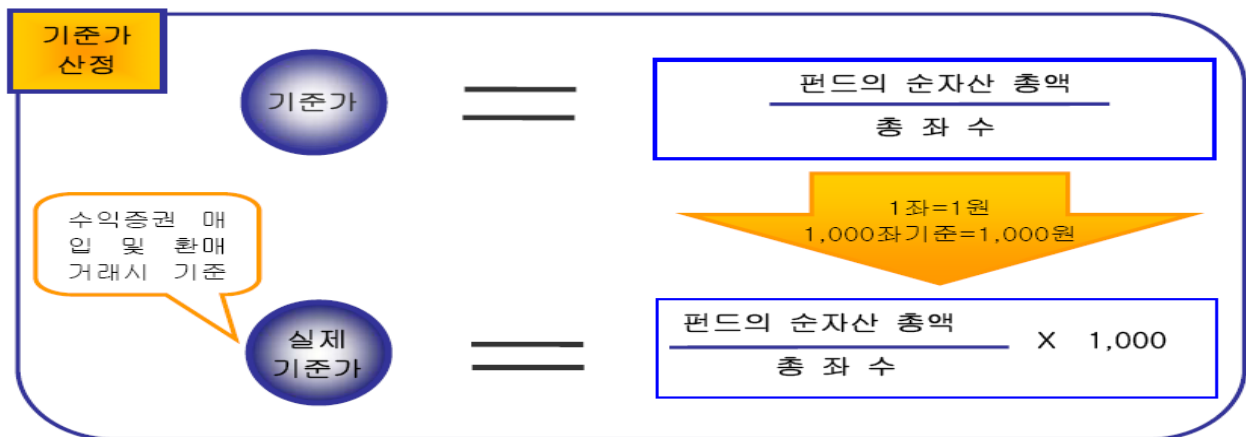 기준가
산정
기준가
펀드의 순자산 총액
총 좌 수
1좌=1원
1,000좌기준=1,000원
수익증권 매
입 및 환매
거래시 기준
실제
기준가
펀드의 순자산 총액
총 좌 수
X 1,000